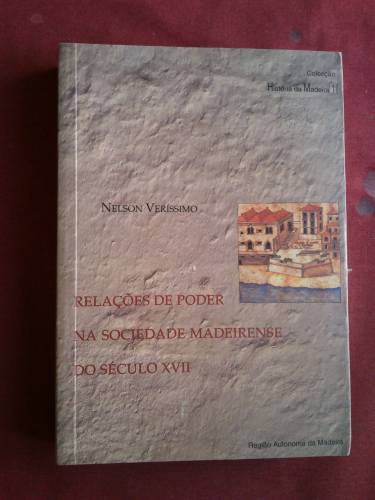 Colecção
História da Madeira 11
NELSON VERÍSSIMO
RELAÇÕES DE PODER
NA SOCIEDADE MADEIRENSE
DO SÉCULO XVII
Região Autónoma da Madeira